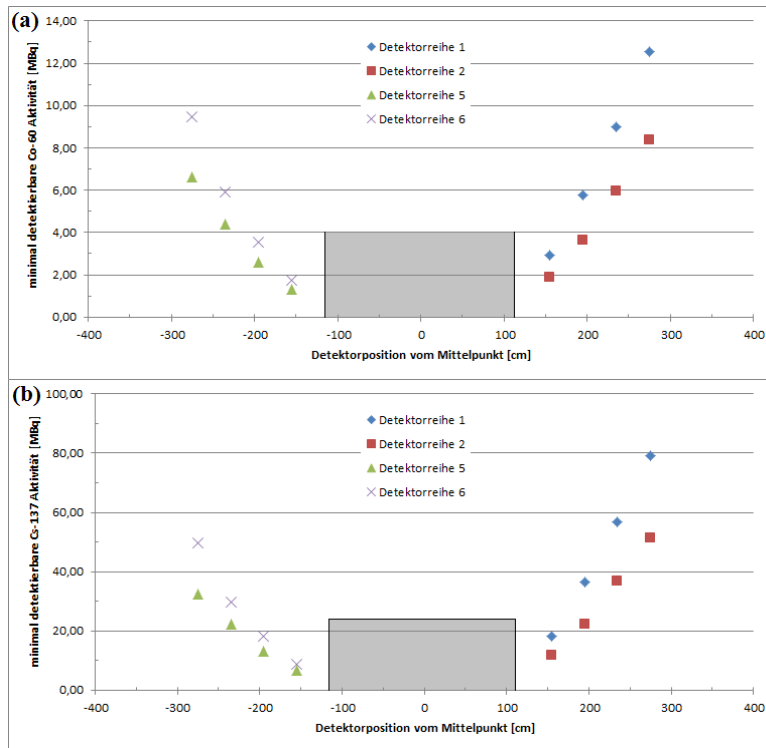 (a)
14,00
12,00
10,00
8,00
6,00
4,00
2,00
0,00
minimal detektierbare Co-60 Aktivität [MBq]
Detektorreihe 1
Detektorreihe 2
Detektorreihe 5
Detektorreihe 6
-400 -300 -200 -100 0 100 200 300 400
Detektorposition vom Mittelpunkt [cm]
(b)
100,00
80,00
60,00
40,00
20,00
0,00
minimal detektierbare Cs-137 Aktivität [MBq]
Detektorreihe 1
Detektorreihe 2
Detektorreihe 5
Detektorreihe 6
-400 -300 -200 -100 0 100 200 300 400
Detektorposition vom Mittelpunkt [cm]